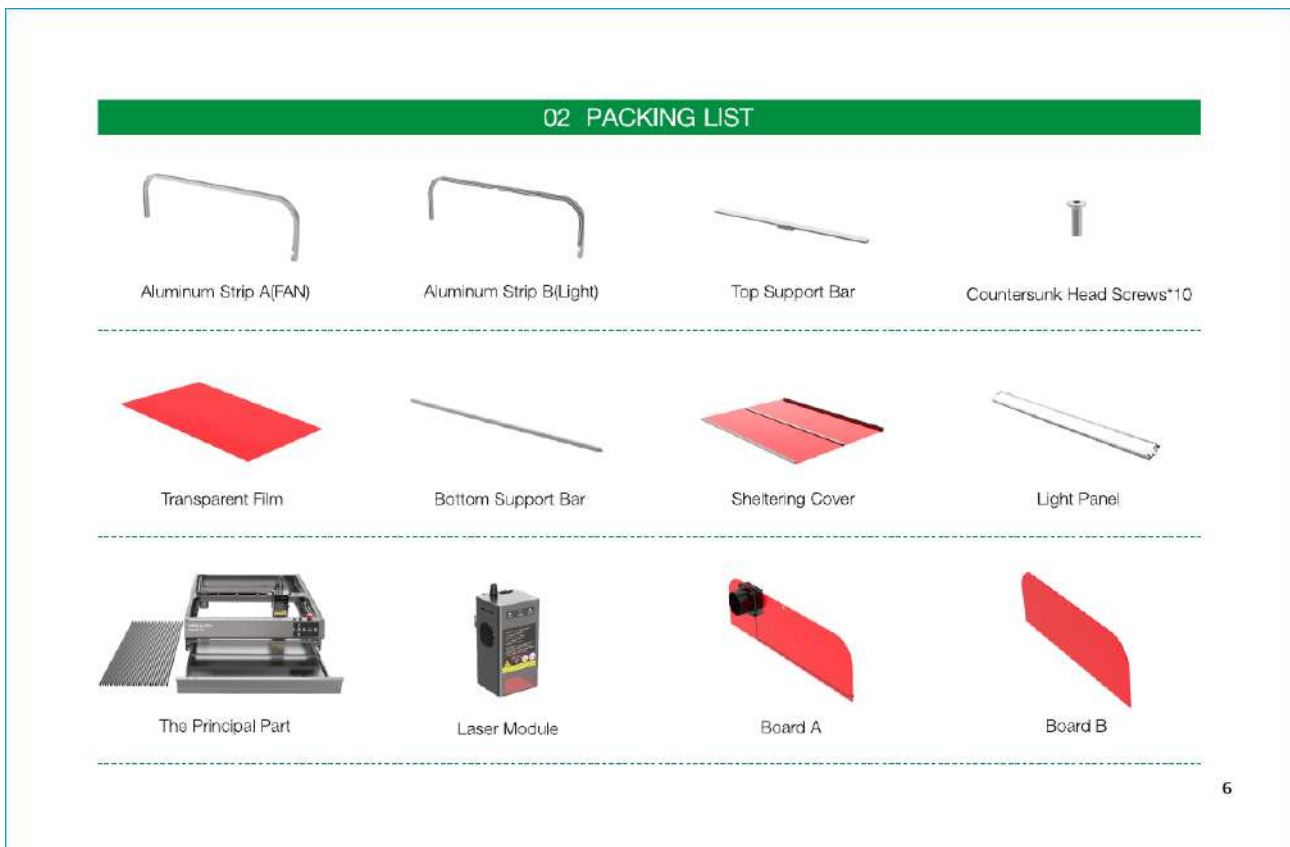 02 PACKING LIST
Aluminum Strip A(FAN)
Aluminum Strip B(Light)
Top Support Bar
Countersunk Head Screws*10
Transparent Film
Bottom Support Bar
Sheltering Cover
Light Panel
The Principal Part
Laser Module
Board A
Board B
6